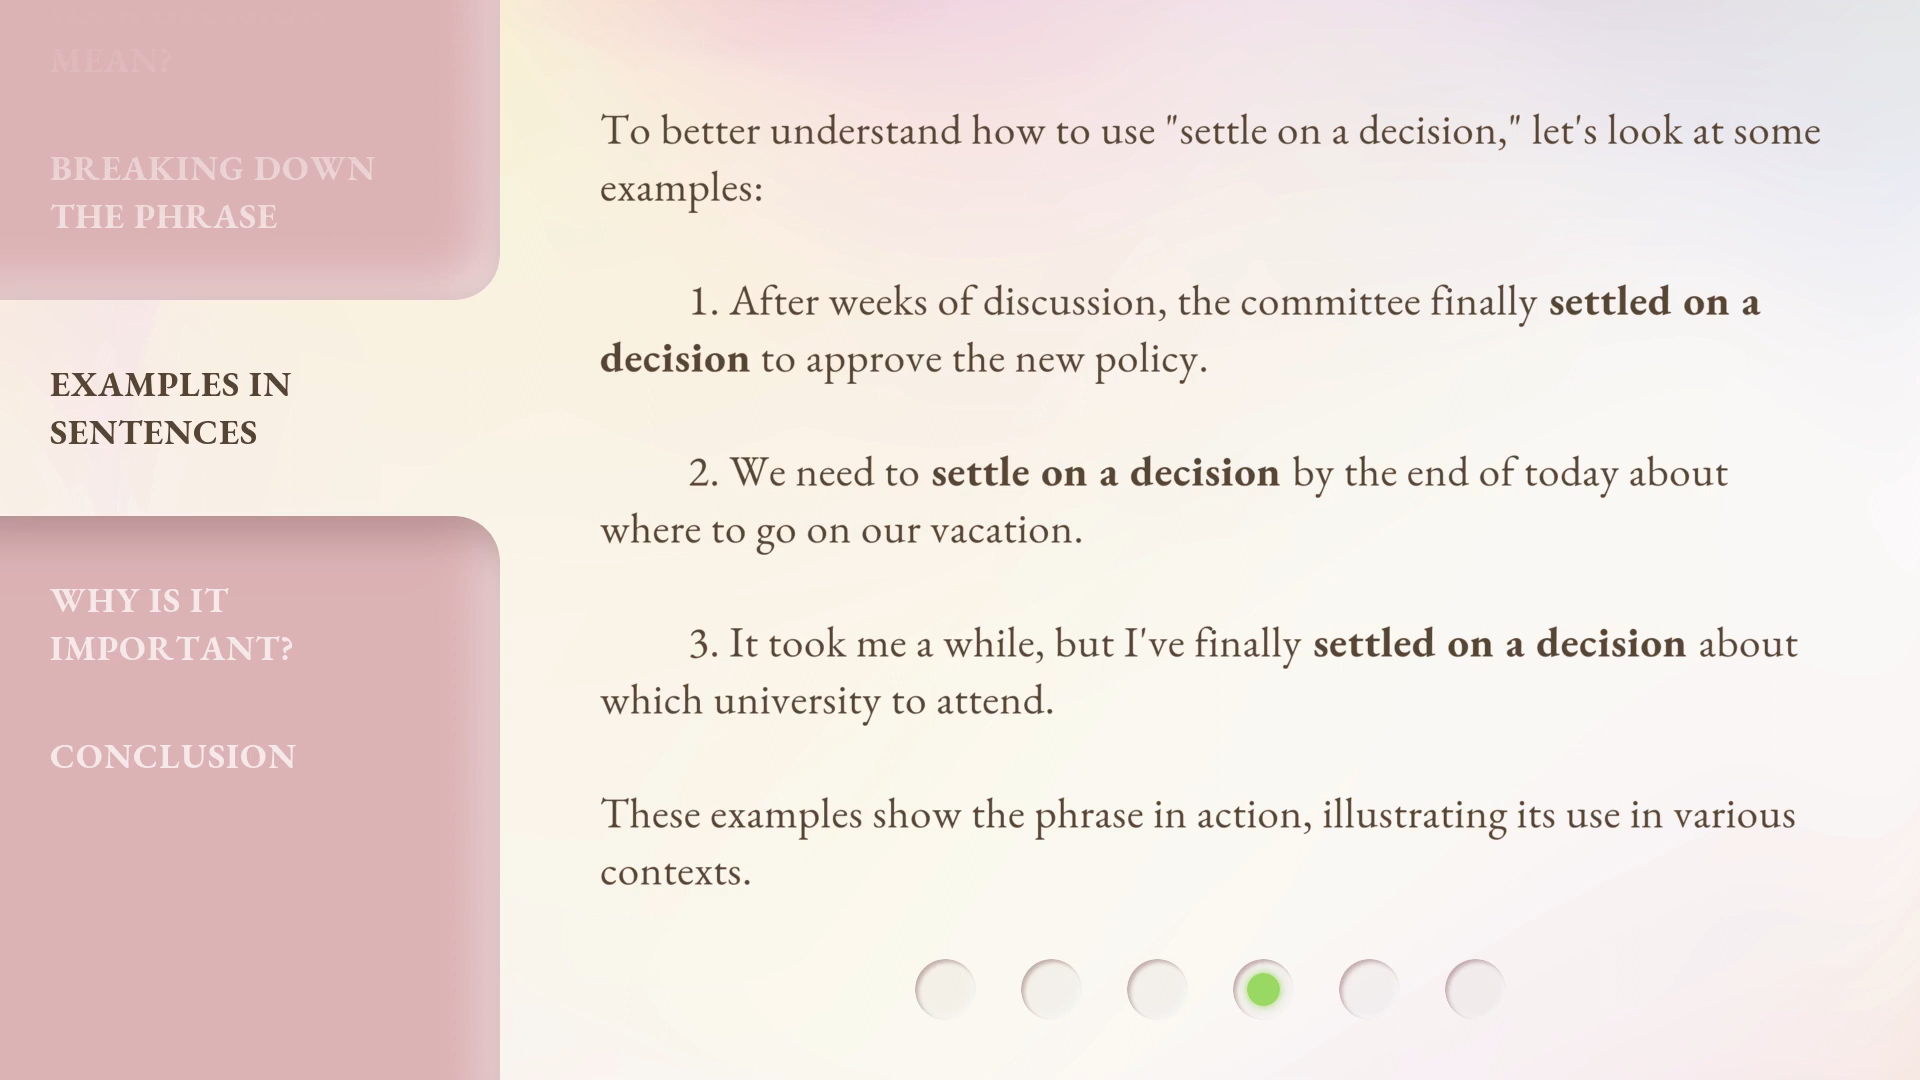 MEAN?
BREAKING DOWN
THE PHRASE
EXAMPLES IN
SENTENCES
WHY IS IT
IMPORTANT?
CONCLUSION
To better understand how to use "settle on a decision," let's look at some
examples:
1. After weeks of discussion, the committee finally settled on a
decision to approve the new policy.
2. We need to settle on a decision by the end of today about
where to go on our vacation.
3. It took me a while, but I've finally settled on a decision about
which university to attend.
These examples show the phrase in action, illustrating its use in various
contexts.